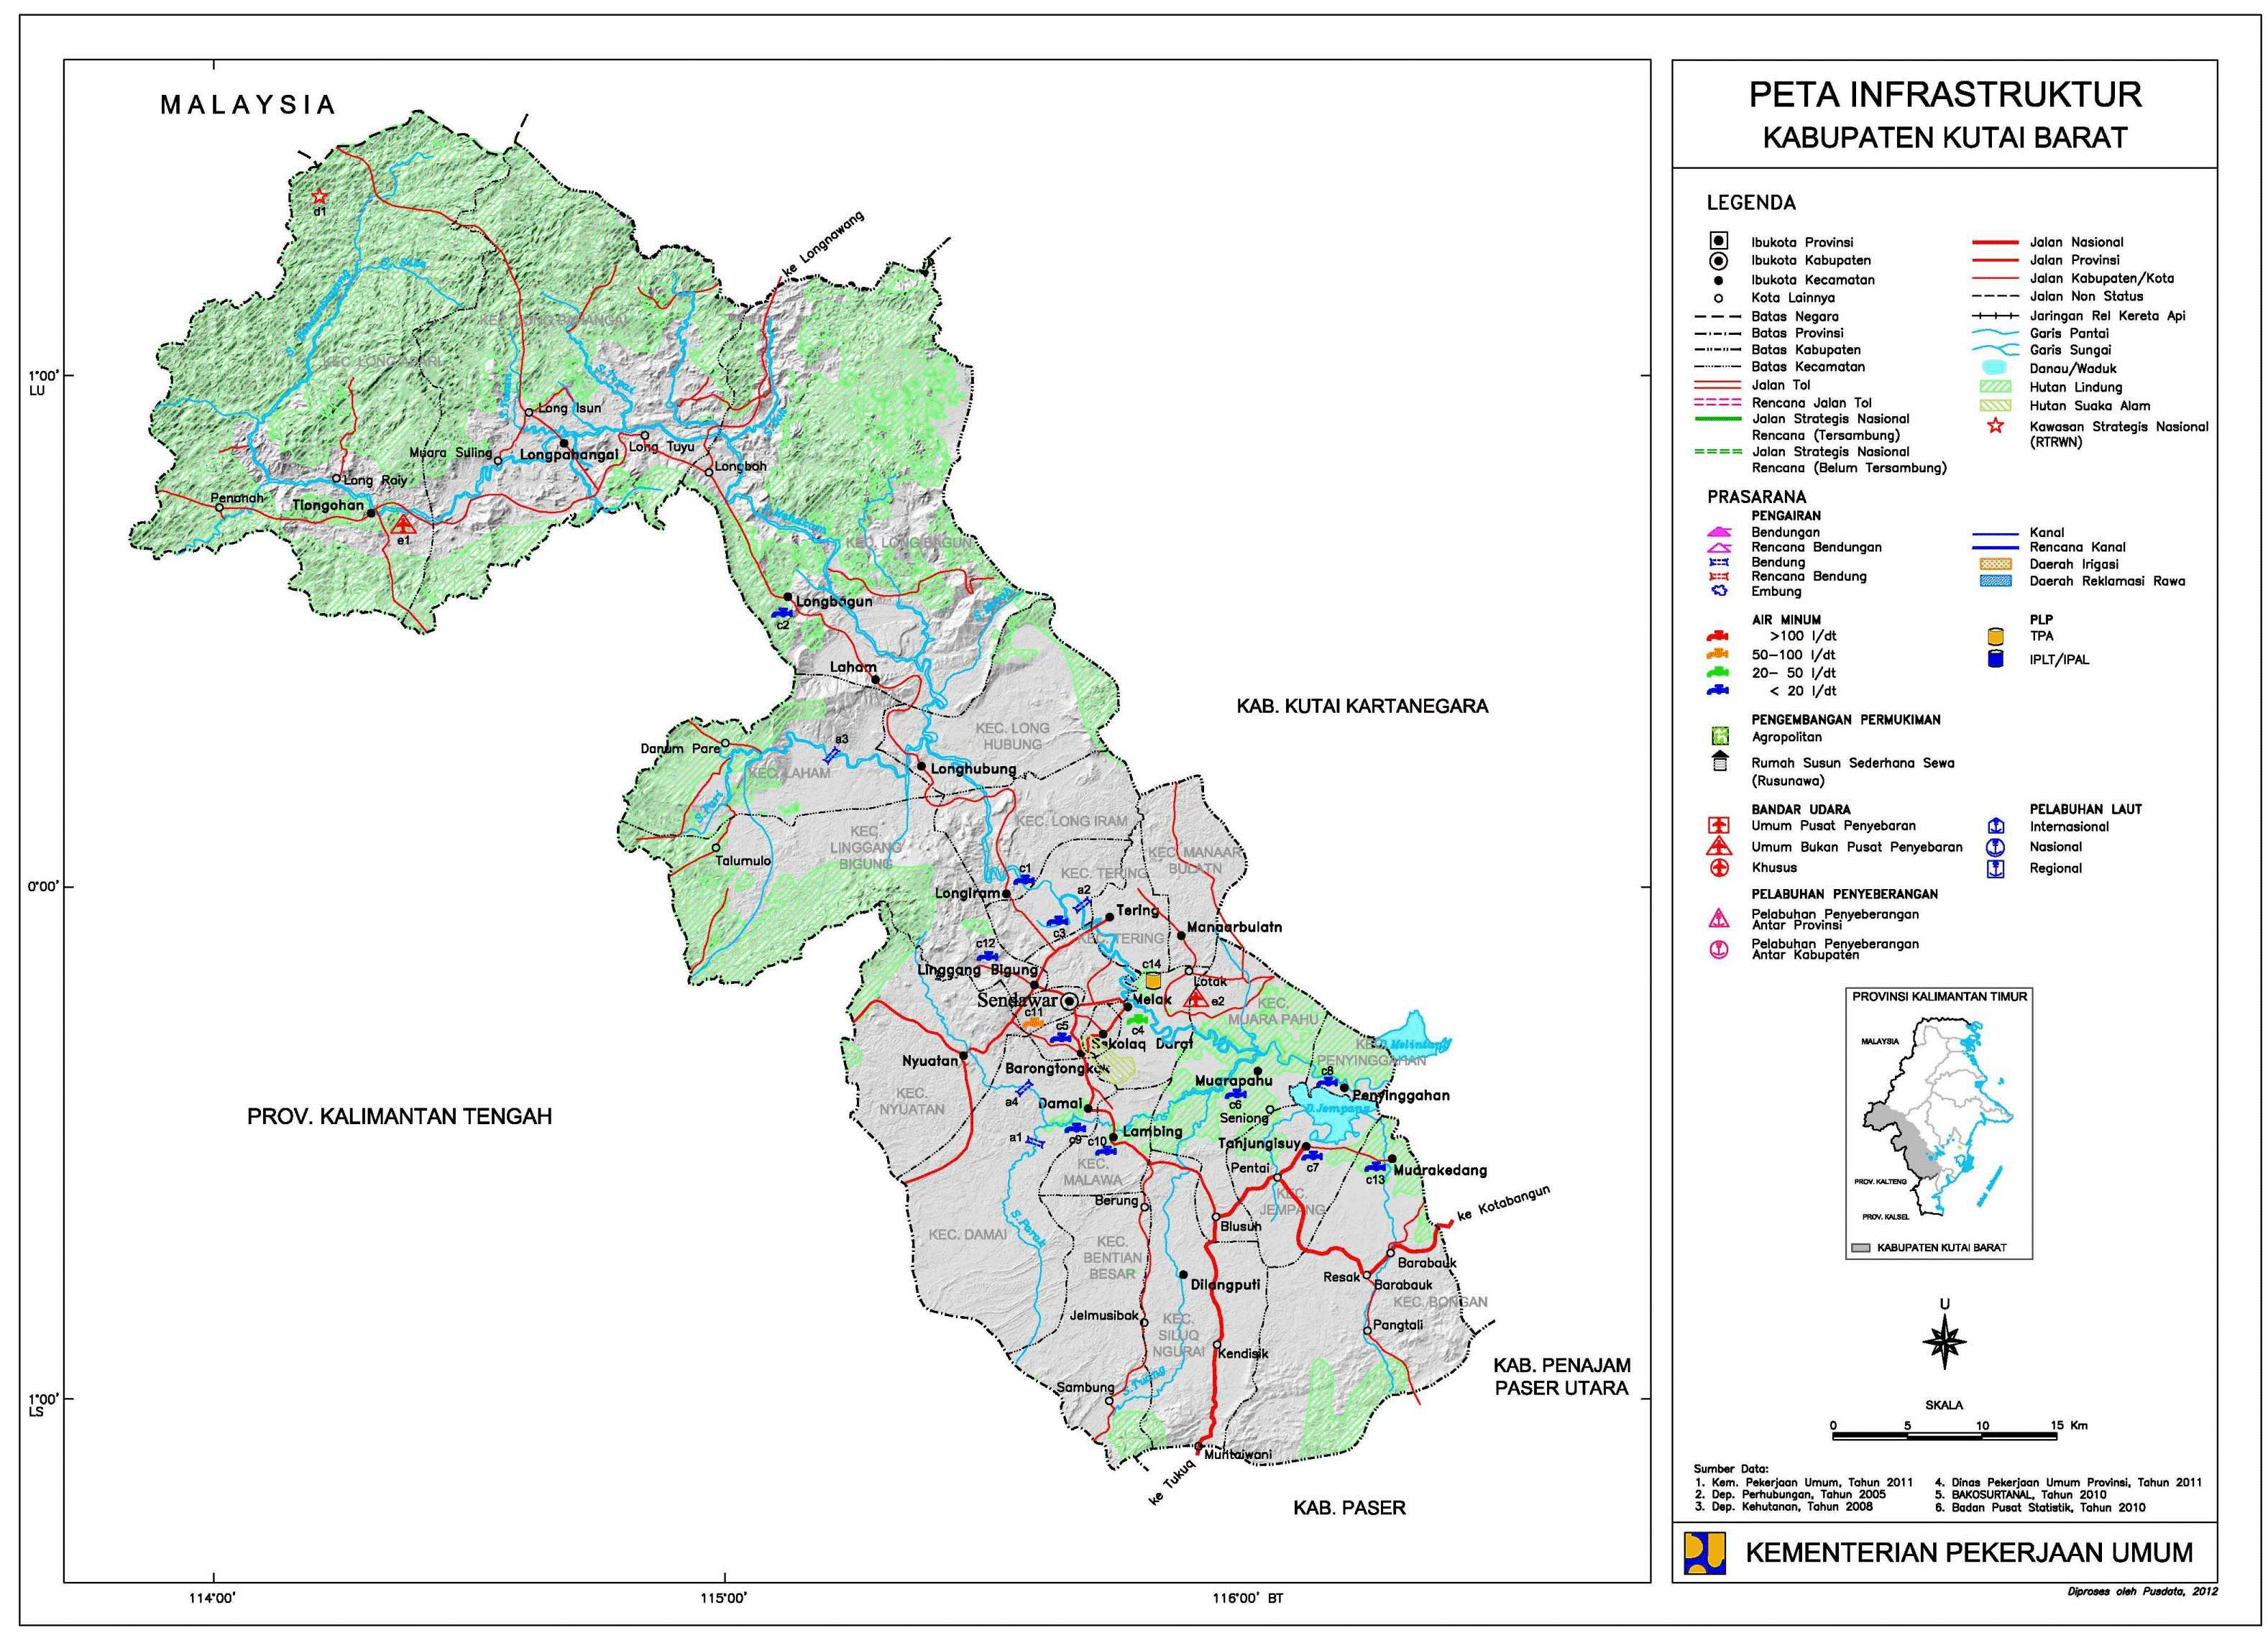 MALAYSIA
d1
ke Longnawang
KEC. LONG PAHANGAI
KEC. LONG APARI
1°00'
LU
Long Isun
Muara Suling
Longpahangai
Long Tuyu
Longboh
Long Raiy
Penanah
Tiongohan
e1
S. Mahakam
KEC. LONG BAGUN
Longbagun
c2
Laham
KAB. KUTAI KARTANEGARA
KEC. LONG
HUBUNG
Danum Pare
a3
KEC. LAHAM
Longhubung
S. Pari
KEC. LONG IRAM
KEC.
LINGGANG
BIGUNG
Talumulo
KEC. MANAAR
BULATN
KEC. TERING
0°00'
c1
Longiram
a2
Tering
c3
KEC. TERING
Manaarbulatn
c12
Linggang Bigung
c14
Lotak
Sendawar
Melak
e2
KEC.
MUARA PAHU
c11
c5
c4
Sekolaq Darat
KEC.
PENYINGGAHAN
D. Melintang
Nyuatan
Barongtongkok
Muarapahu
c8
Penyinggahan
KEC.
NYUATAN
a4
Damai
c6
D. Jempang
Seniong
PROV. KALIMANTAN TENGAH
a1
c9
c10
Lambing
Tanjungisuy
c7
Pentai
c13
Muarakedang
KEC.
MALAWA
Berung
KEC.
JEMPANG
ke Kotabangun
Blusuh
S. Parak
KEC. DAMAI
KEC.
BENTIAN
BESAR
Barabauk
Resak
Barabauk
Dilangputi
KEC. BONGAN
Jelmusibak
KEC.
SILUQ
NGURAI
Pangtali
Kendisik
KAB. PENAJAM
PASER UTARA
Sambung
S. Tuang
1°00'
LS
Muntaiwani
ke Tukuq
KAB. PASER
114°00'
115°00'
116°00' BT
PETA INFRASTRUKTUR
KABUPATEN KUTAI BARAT
LEGENDA
Ibukota Provinsi
Ibukota Kabupaten
Ibukota Kecamatan
Kota Lainnya
Batas Negara
Batas Provinsi
Batas Kabupaten
Batas Kecamatan
Jalan Tol
Rencana Jalan Tol
Jalan Strategis Nasional
Rencana (Tersambung)
Jalan Strategis Nasional
Rencana (Belum Tersambung)
Jalan Nasional
Jalan Provinsi
Jalan Kabupaten/Kota
Jalan Non Status
Jaringan Rel Kereta Api
Garis Pantai
Garis Sungai
Danau/Waduk
Hutan Lindung
Hutan Suaka Alam
Kawasan Strategis Nasional
(RTRWN)
PRASARANA
PENGAIRAN
Bendungan
Rencana Bendungan
Bendung
Rencana Bendung
Embung
Kanal
Rencana Kanal
Daerah Irigasi
Daerah Reklamasi Rawa
AIR MINUM
>100 l/dt
50-100 l/dt
20- 50 l/dt
< 20 l/dt
PLP
TPA
IPLT/IPAL
PENGEMBANGAN PERMUKIMAN
Agropolitan
Rumah Susun Sederhana Sewa
(Rusunawa)
BANDAR UDARA
Umum Pusat Penyebaran
Umum Bukan Pusat Penyebaran
Khusus
PELABUHAN LAUT
Internasional
Nasional
Regional
PELABUHAN PENYEBERANGAN
Pelabuhan Penyeberangan
Antar Provinsi
Pelabuhan Penyeberangan
Antar Kabupaten
PROVINSI KALIMANTAN TIMUR
MALAYSIA
PROV. KALTENG
PROV. KALSEL
KABUPATEN KUTAI BARAT
U
SKALA
0 5 10 15 Km
Sumber Data:
1. Kem. Pekerjaan Umum, Tahun 2011
2. Dep. Perhubungan, Tahun 2005
3. Dep. Kehutanan, Tahun 2008
4. Dinas Pekerjaan Umum Provinsi, Tahun 2011
5. BAKOSURTANAL, Tahun 2010
6. Badan Pusat Statistik, Tahun 2010
KEMENTERIAN PEKERJAAN UMUM
Diproses oleh Pusdata, 2012